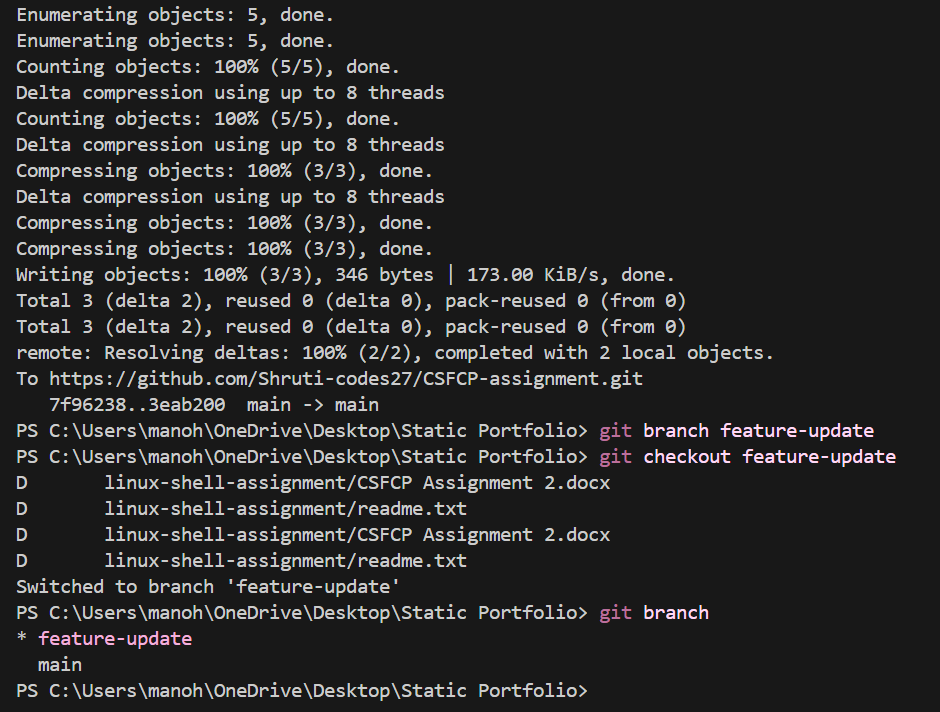 Enumerating objects: 5, done.
Enumerating objects: 5, done.
Counting objects: 100% (5/5), done.
Delta compression using up to 8 threads
Counting objects: 100% (5/5), done.
Delta compression using up to 8 threads
Compressing objects: 100% (3/3), done.
Delta compression using up to 8 threads
Compressing objects: 100% (3/3), done.
Compressing objects: 100% (3/3), done.
Writing objects: 100% (3/3), 346 bytes | 173.00 KiB/s, done.
Total 3 (delta 2), reused 0 (delta 0), pack-reused 0 (from 0)
Total 3 (delta 2), reused 0 (delta 0), pack-reused 0 (from 0)
remote: Resolving deltas: 100% (2/2), completed with 2 local objects.
To https://github.com/Shruti-codes27/CSFCP-assignment.git
   7f96238..3eab200  main -> main
PS C:\Users\manoh\OneDrive\Desktop\Static Portfolio> git branch feature-update
PS C:\Users\manoh\OneDrive\Desktop\Static Portfolio> git checkout feature-update
D       linux-shell-assignment/CSFCP Assignment 2.docx
D       linux-shell-assignment/readme.txt
D       linux-shell-assignment/CSFCP Assignment 2.docx
D       linux-shell-assignment/readme.txt
Switched to branch 'feature-update'
PS C:\Users\manoh\OneDrive\Desktop\Static Portfolio> git branch
* feature-update
  main
PS C:\Users\manoh\OneDrive\Desktop\Static Portfolio>